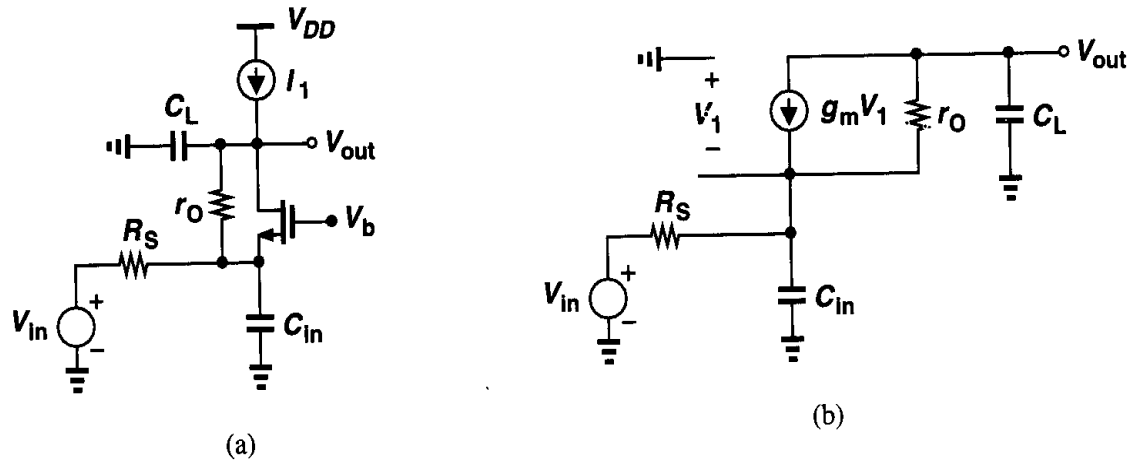 V_DD
I_1
C_L
V_out
r_O
V_b
R_S
V_in
+
−
C_in
(a)
V_out
+
V_1
−
g_mV_1
r_O
C_L
R_S
V_in
+
−
C_in
(b)